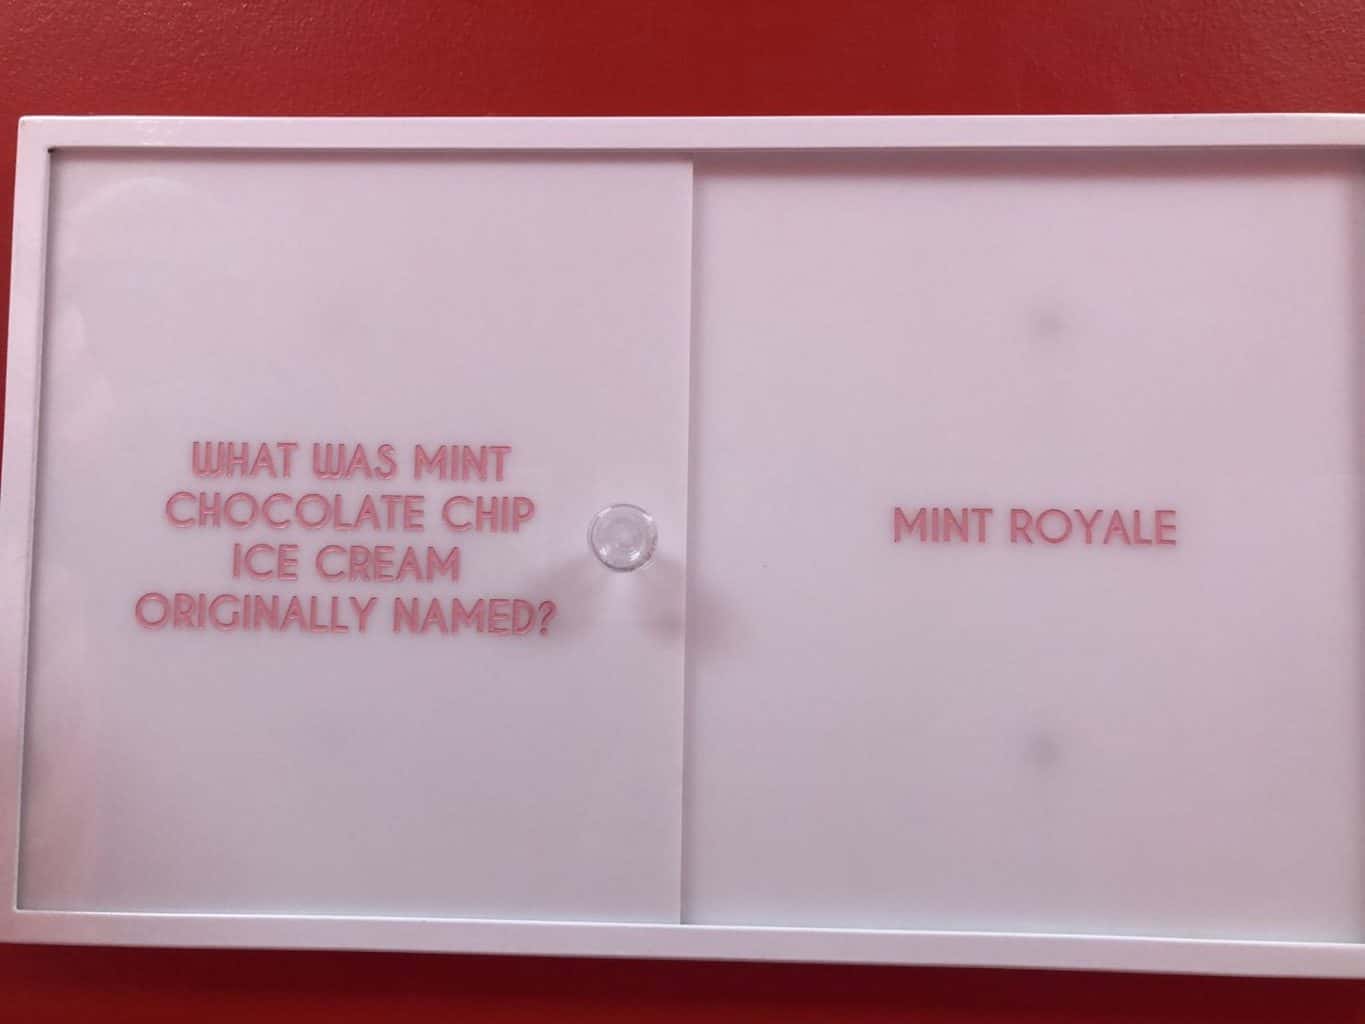 WHAT WAS MINT
CHOCOLATE CHIP
ICE CREAM
ORIGINALLY NAMED?
MINT ROYALE